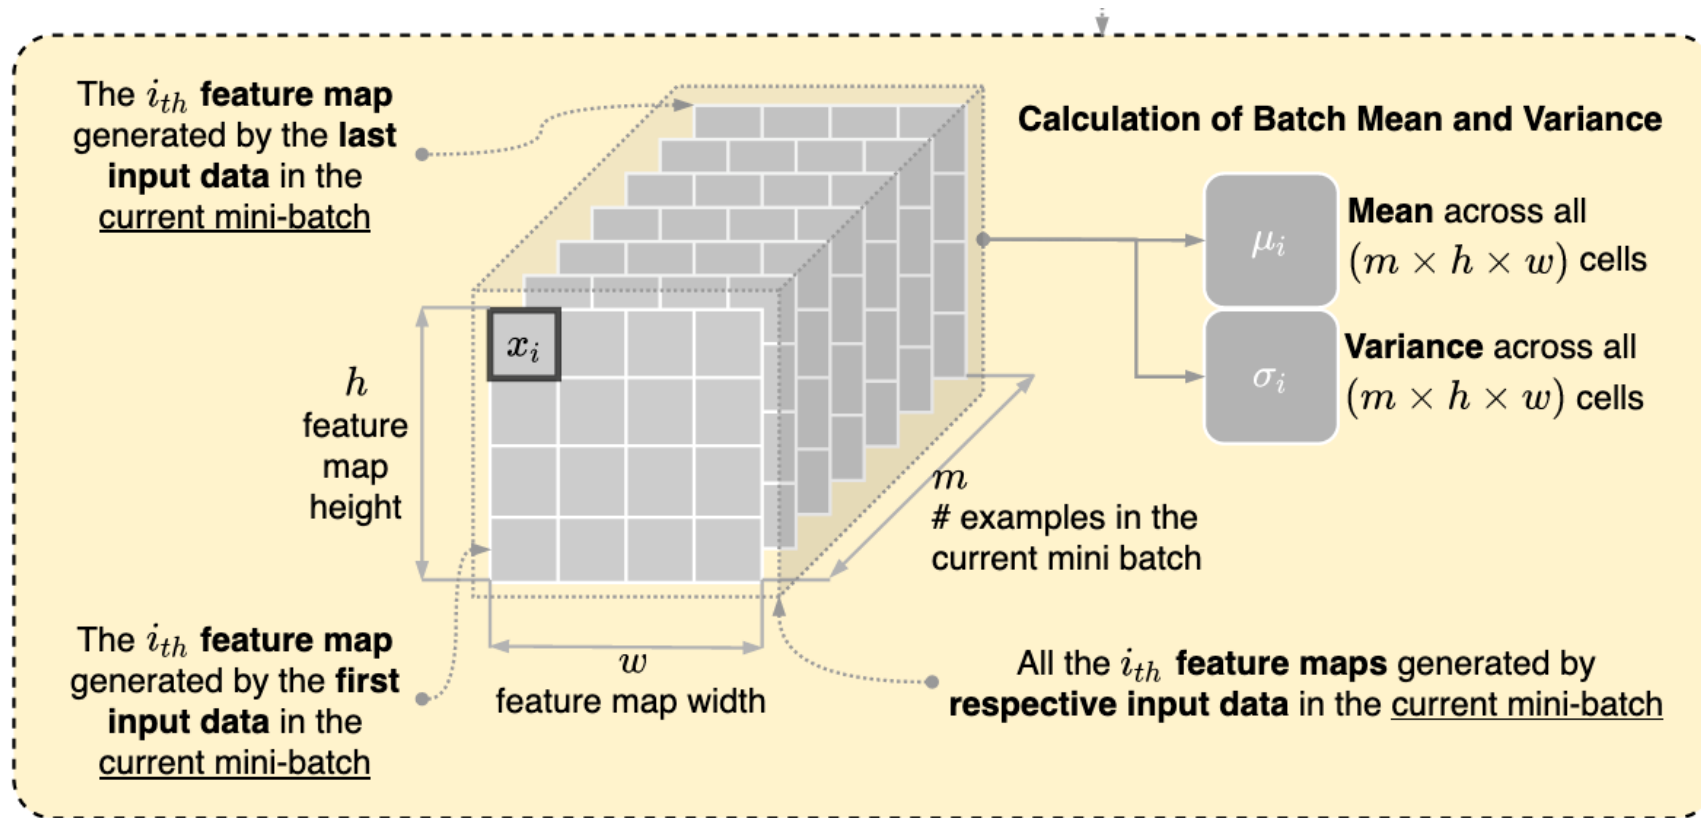 The i_th feature map
generated by the last
input data in the
current mini-batch
Calculation of Batch Mean and Variance
μ_i
Mean across all
(m × h × w) cells
σ_i
Variance across all
(m × h × w) cells
x_i
h
feature
map
height
m
# examples in the
current mini batch
The i_th feature map
generated by the first
input data in the
current mini-batch
w
feature map width
All the i_th feature maps generated by
respective input data in the current mini-batch